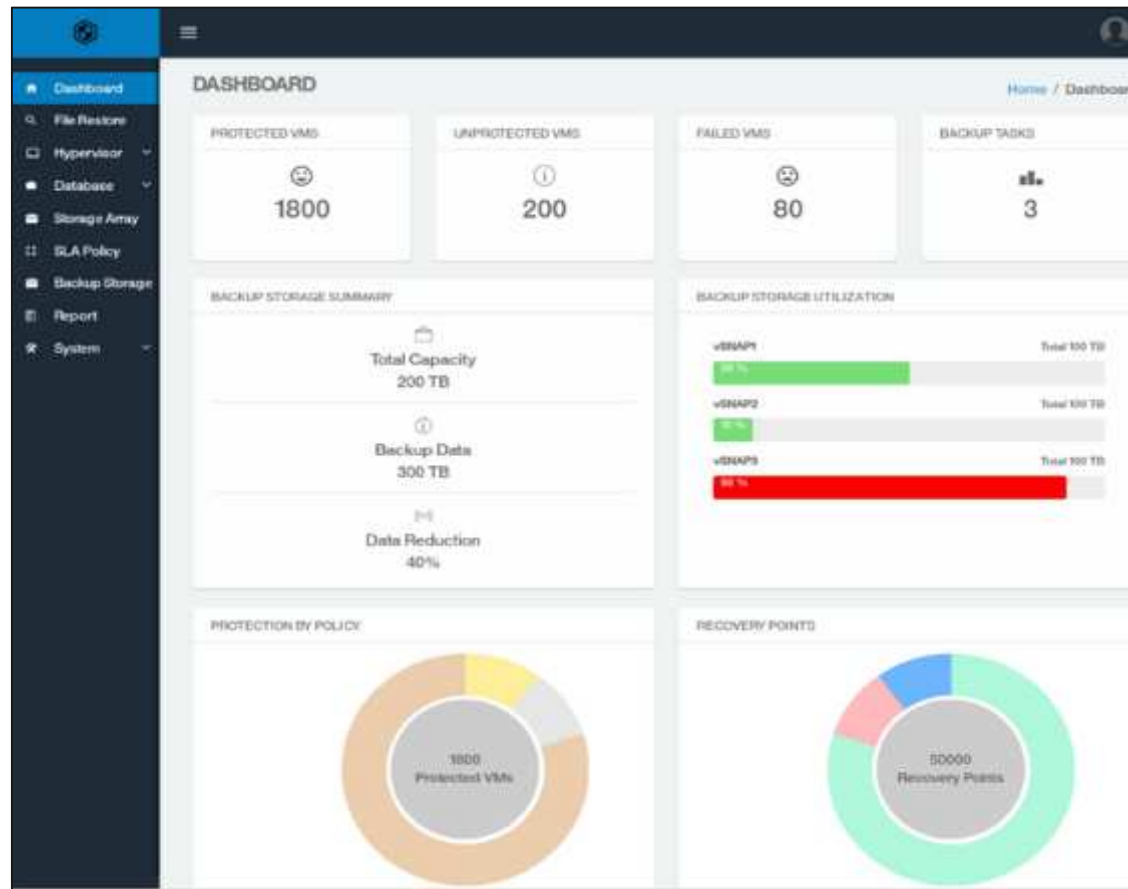 DASHBOARD
Home / Dashboar
Dashboard
File Restore
Hypervisor
Database
Storage Array
SLA Policy
Backup Storage
Report
System
PROTECTED VMS
1800
UNPROTECTED VMS
200
FAILED VMS
80
BACKUP TASKS
3
BACKUP STORAGE SUMMARY
Total Capacity
200 TB
Backup Data
300 TB
Data Reduction
40%
BACKUP STORAGE UTILIZATION
vSNAP1 Total 100 TB
vSNAP2 Total 100 TB
vSNAP3 Total 100 TB
PROTECTION BY POLICY
1800
Protected VMs
RECOVERY POINTS
50000
Recovery Points